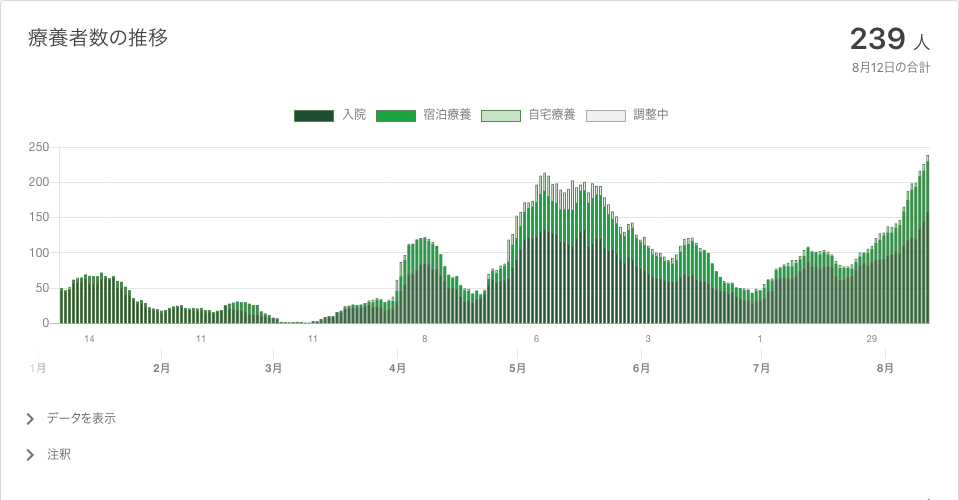 療養者数の推移
239 人
8月12日の合計
入院 宿泊療養 自宅療養 調整中
250
200
150
100
50
0
14 11 11 8 6 3 1 29
1月 2月 3月 4月 5月 6月 7月 8月
データを表示
注釈